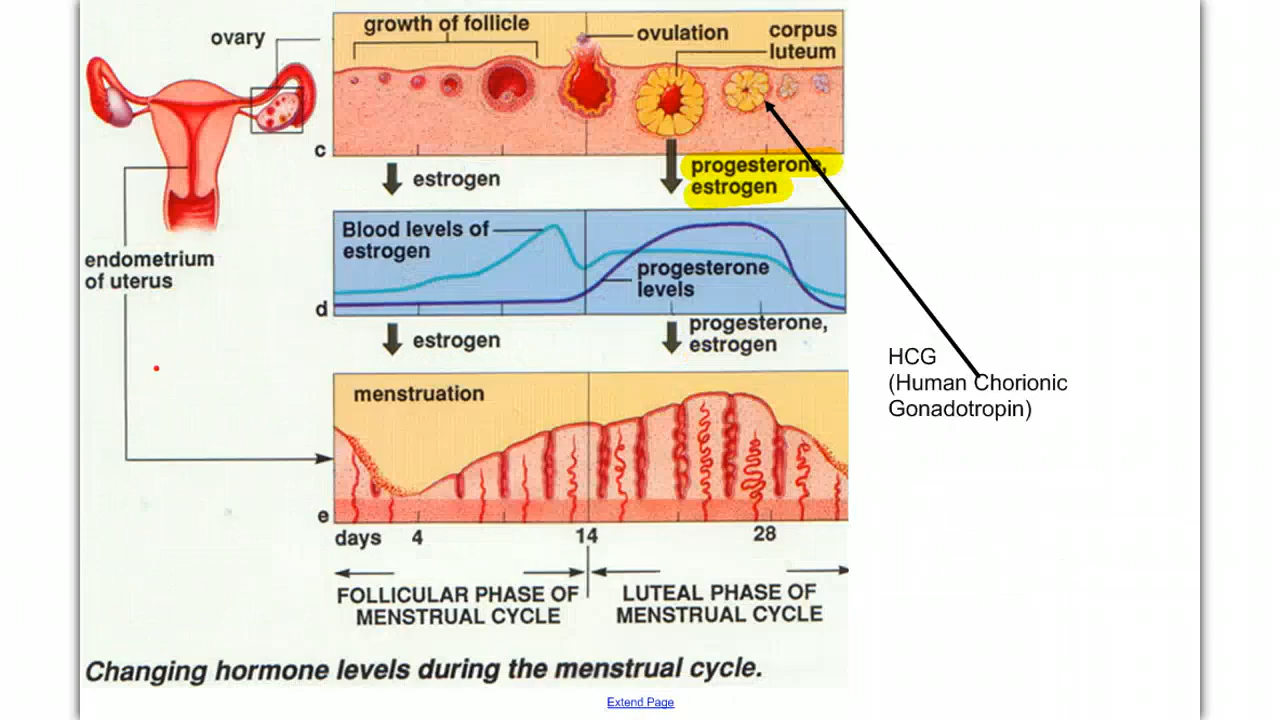 growth of follicle
ovary
ovulation
corpus
luteum
c
estrogen
progesterone,
estrogen
endometrium
of uterus
Blood levels of
estrogen
progesterone
levels
d
estrogen
progesterone,
estrogen
HCG
(Human Chorionic
Gonadotropin)
menstruation
e
days 4 14 28
FOLLICULAR PHASE OF
MENSTRUAL CYCLE
LUTEAL PHASE OF
MENSTRUAL CYCLE
Changing hormone levels during the menstrual cycle.
Extend Page